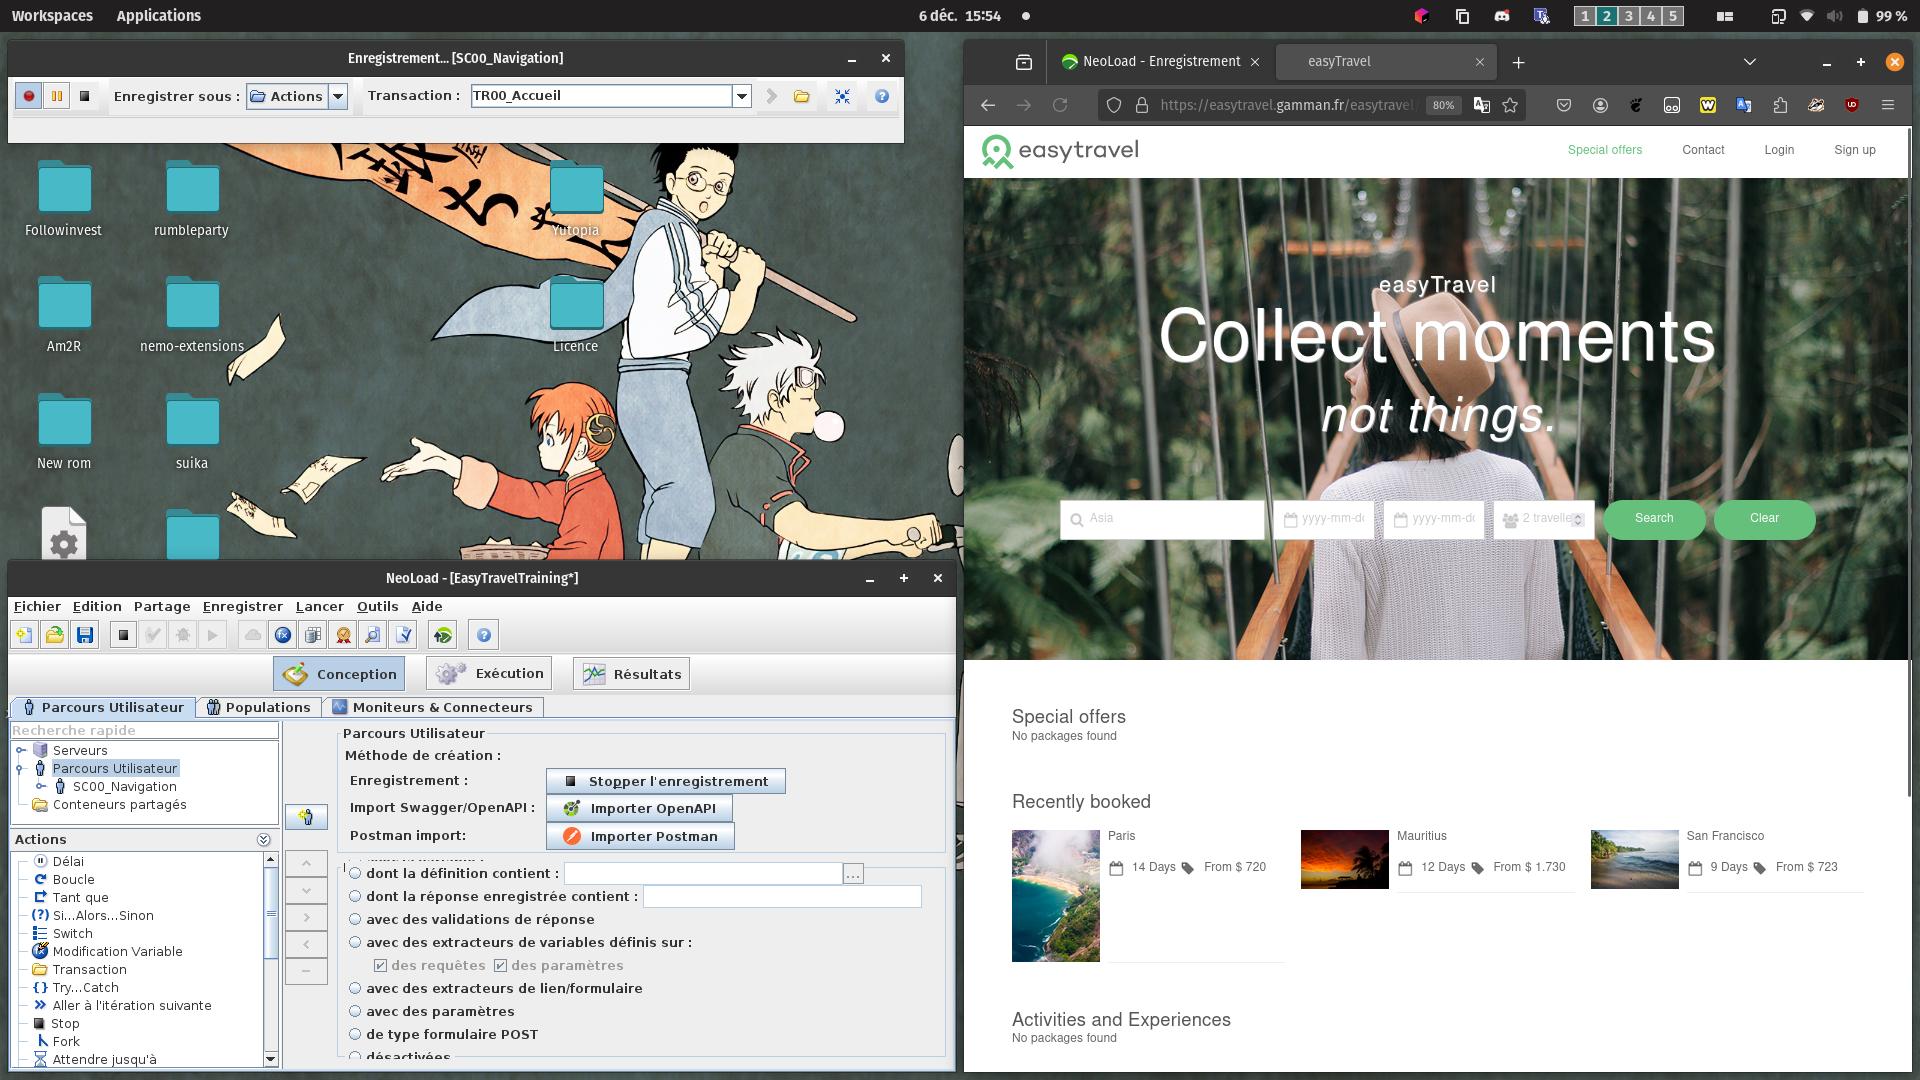 Workspaces Applications 6 déc. 15:54 1 2 3 4 5 99 %
Enregistrement... [SC00_Navigation]
Enregistrer sous : Actions Transaction : TR00_Accueil
Followinvest
rumbleparty
Yutopia
Am2R
nemo-extensions
Licence
New rom
suika
NeoLoad - [EasyTravelTraining*]
Fichier Edition Partage Enregistrer Lancer Outils Aide
Conception Exécution Résultats
Parcours Utilisateur Populations Moniteurs & Connecteurs
Recherche rapide
Serveurs
Parcours Utilisateur
SC00_Navigation
Conteneurs partagés
Actions
Délai
Boucle
Tant que
Si...Alors...Sinon
Switch
Modification Variable
Transaction
Try...Catch
Aller à l'itération suivante
Stop
Fork
Attendre jusqu'à
Parcours Utilisateur
Méthode de création :
Enregistrement : Stopper l'enregistrement
Import Swagger/OpenAPI : Importer OpenAPI
Postman import: Importer Postman
dont la définition contient : ...
dont la réponse enregistrée contient :
avec des validations de réponse
avec des extracteurs de variables définis sur :
des requêtes des paramètres
avec des extracteurs de lien/formulaire
avec des paramètres
de type formulaire POST
désactivées
NeoLoad - Enregistrement easyTravel
https://easytravel.gamman.fr/easytravel/ 80%
easytravel Special offers Contact Login Sign up
easyTravel
Collect moments
not things.
Asia yyyy-mm-dd yyyy-mm-dd 2 travelle Search Clear
Special offers
No packages found
Recently booked
Paris
14 Days From $ 720
Mauritius
12 Days From $ 1.730
San Francisco
9 Days From $ 723
Activities and Experiences
No packages found